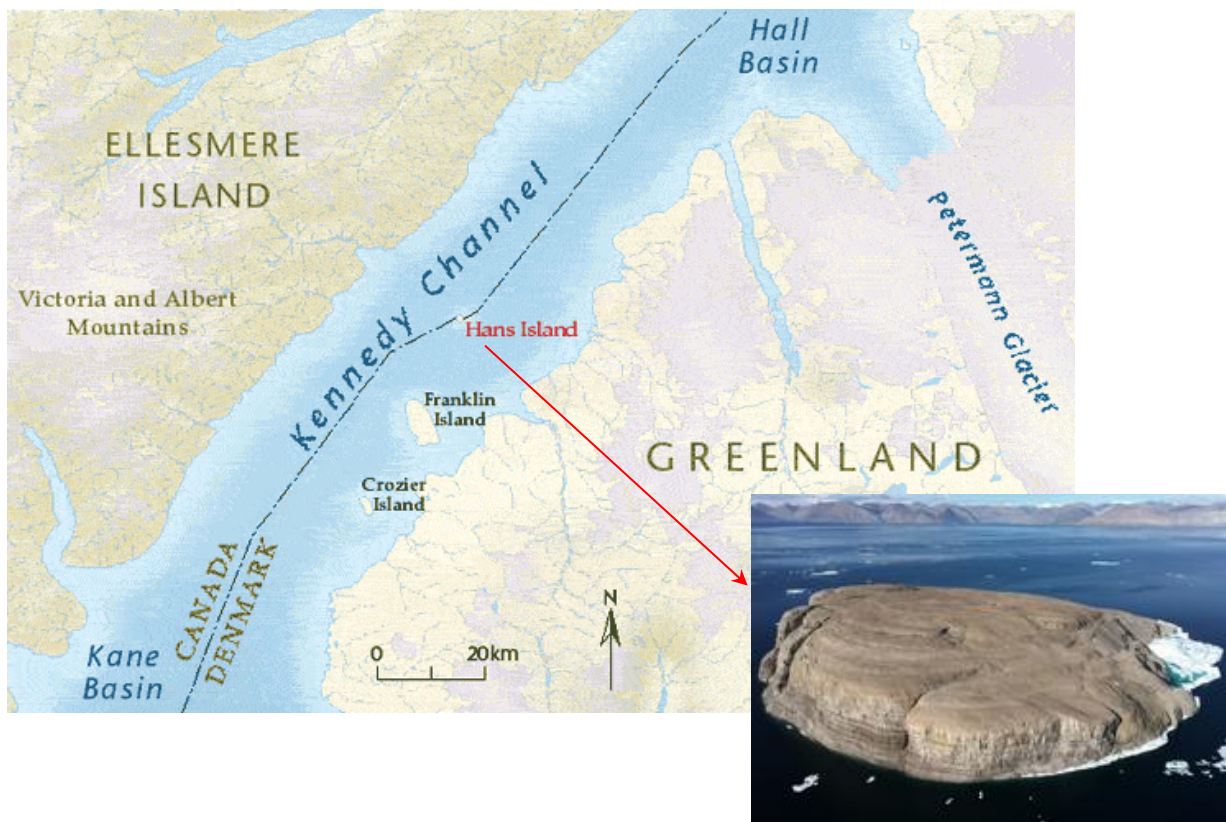 Hall
Basin
ELLESMERE
ISLAND
Kennedy Channel
Petermann Glacier
Victoria and Albert
Mountains
Hans Island
Franklin
Island
GREENLAND
Crozier
Island
CANADA
DENMARK
N
Kane
Basin
0 20km